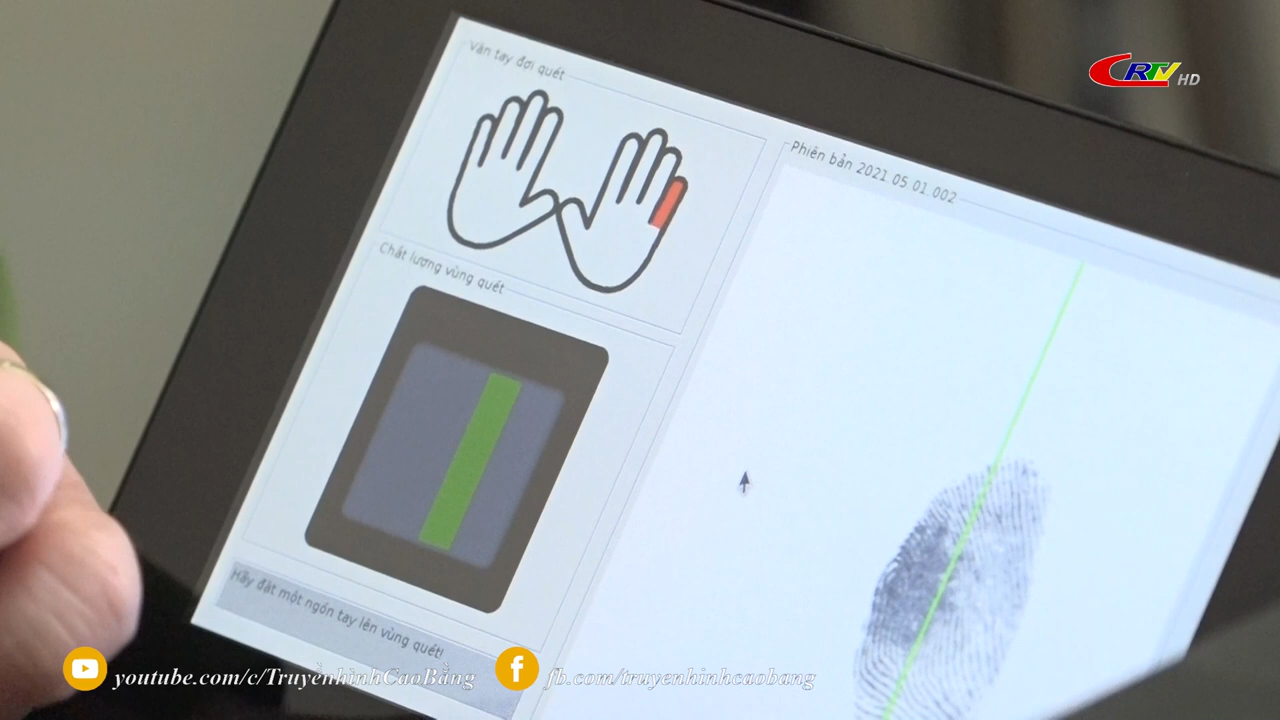 Vân tay đợi quét
CRTV HD
Phiên bản 2021 05 01 002
Chất lượng vùng quét
Hãy đặt một ngón tay lên vùng quét!
youtube.com/c/TruyềnhìnhCaoBằng
fb.com/truyenhinhcaobang